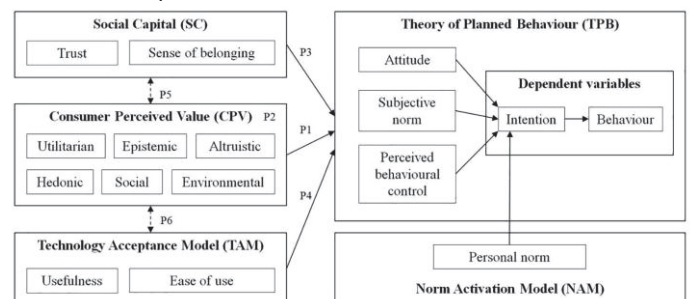 Social Capital (SC)
Trust
Sense of belonging
P3
P5
Consumer Perceived Value (CPV)
P2
Utilitarian
Epistemic
Altruistic
Hedonic
Social
Environmental
P1
P4
P6
Technology Acceptance Model (TAM)
Usefulness
Ease of use
Theory of Planned Behaviour (TPB)
Attitude
Subjective
norm
Perceived
behavioural
control
Dependent variables
Intention
Behaviour
Personal norm
Norm Activation Model (NAM)